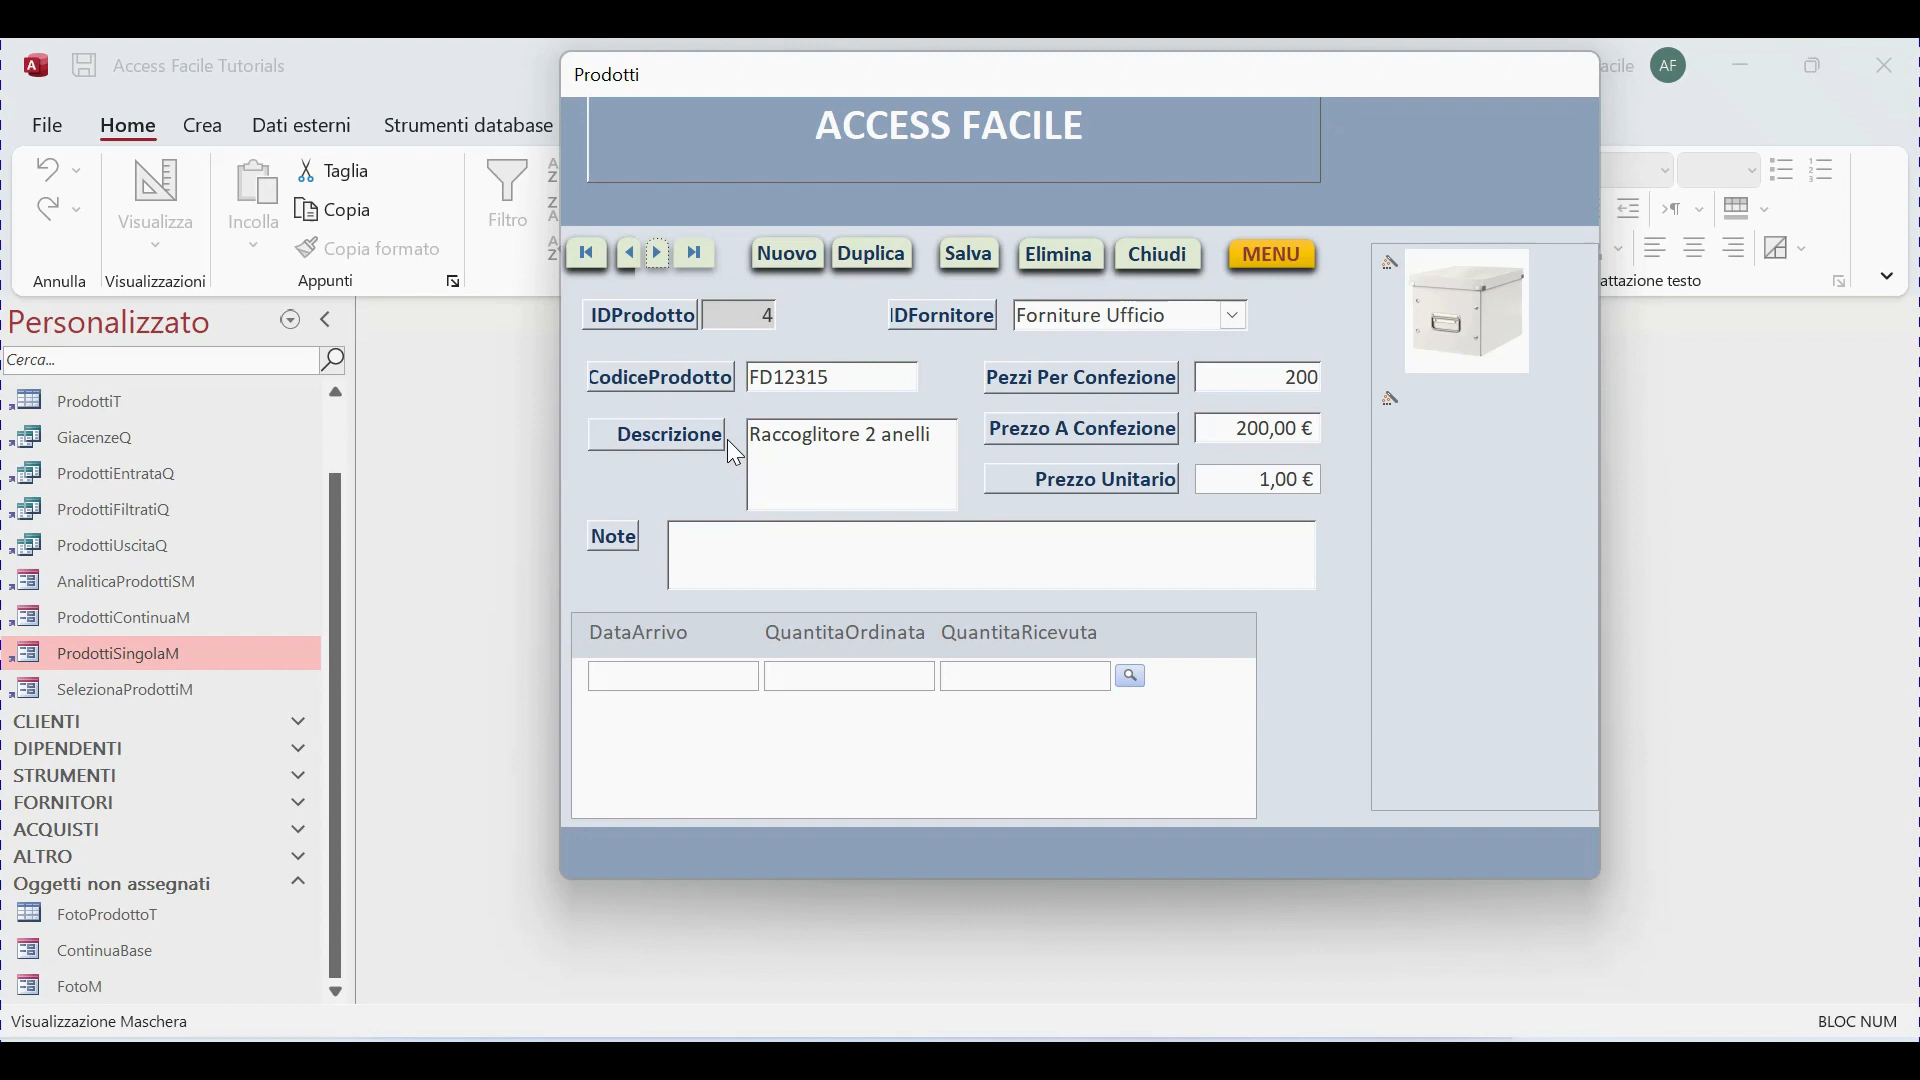 Access Facile Tutorials
acile
AF
File
Home
Crea
Dati esterni
Strumenti database
Annulla
Visualizza
Visualizzazioni
Incolla
Taglia
Copia
Copia formato
Appunti
Filtro
attazione testo
Personalizzato
Cerca...
ProdottiT
GiacenzeQ
ProdottiEntrataQ
ProdottiFiltratiQ
ProdottiUscitaQ
AnaliticaProdottiSM
ProdottiContinuaM
ProdottiSingolaM
SelezionaProdottiM
CLIENTI
DIPENDENTI
STRUMENTI
FORNITORI
ACQUISTI
ALTRO
Oggetti non assegnati
FotoProdottoT
ContinuaBase
FotoM
Prodotti
ACCESS FACILE
Nuovo Duplica Salva Elimina Chiudi MENU
IDProdotto 4 IDFornitore Forniture Ufficio
CodiceProdotto FD12315 Pezzi Per Confezione 200
Descrizione Raccoglitore 2 anelli Prezzo A Confezione 200,00 €
Prezzo Unitario 1,00 €
Note
DataArrivo QuantitaOrdinata QuantitaRicevuta
Visualizzazione Maschera
BLOC NUM